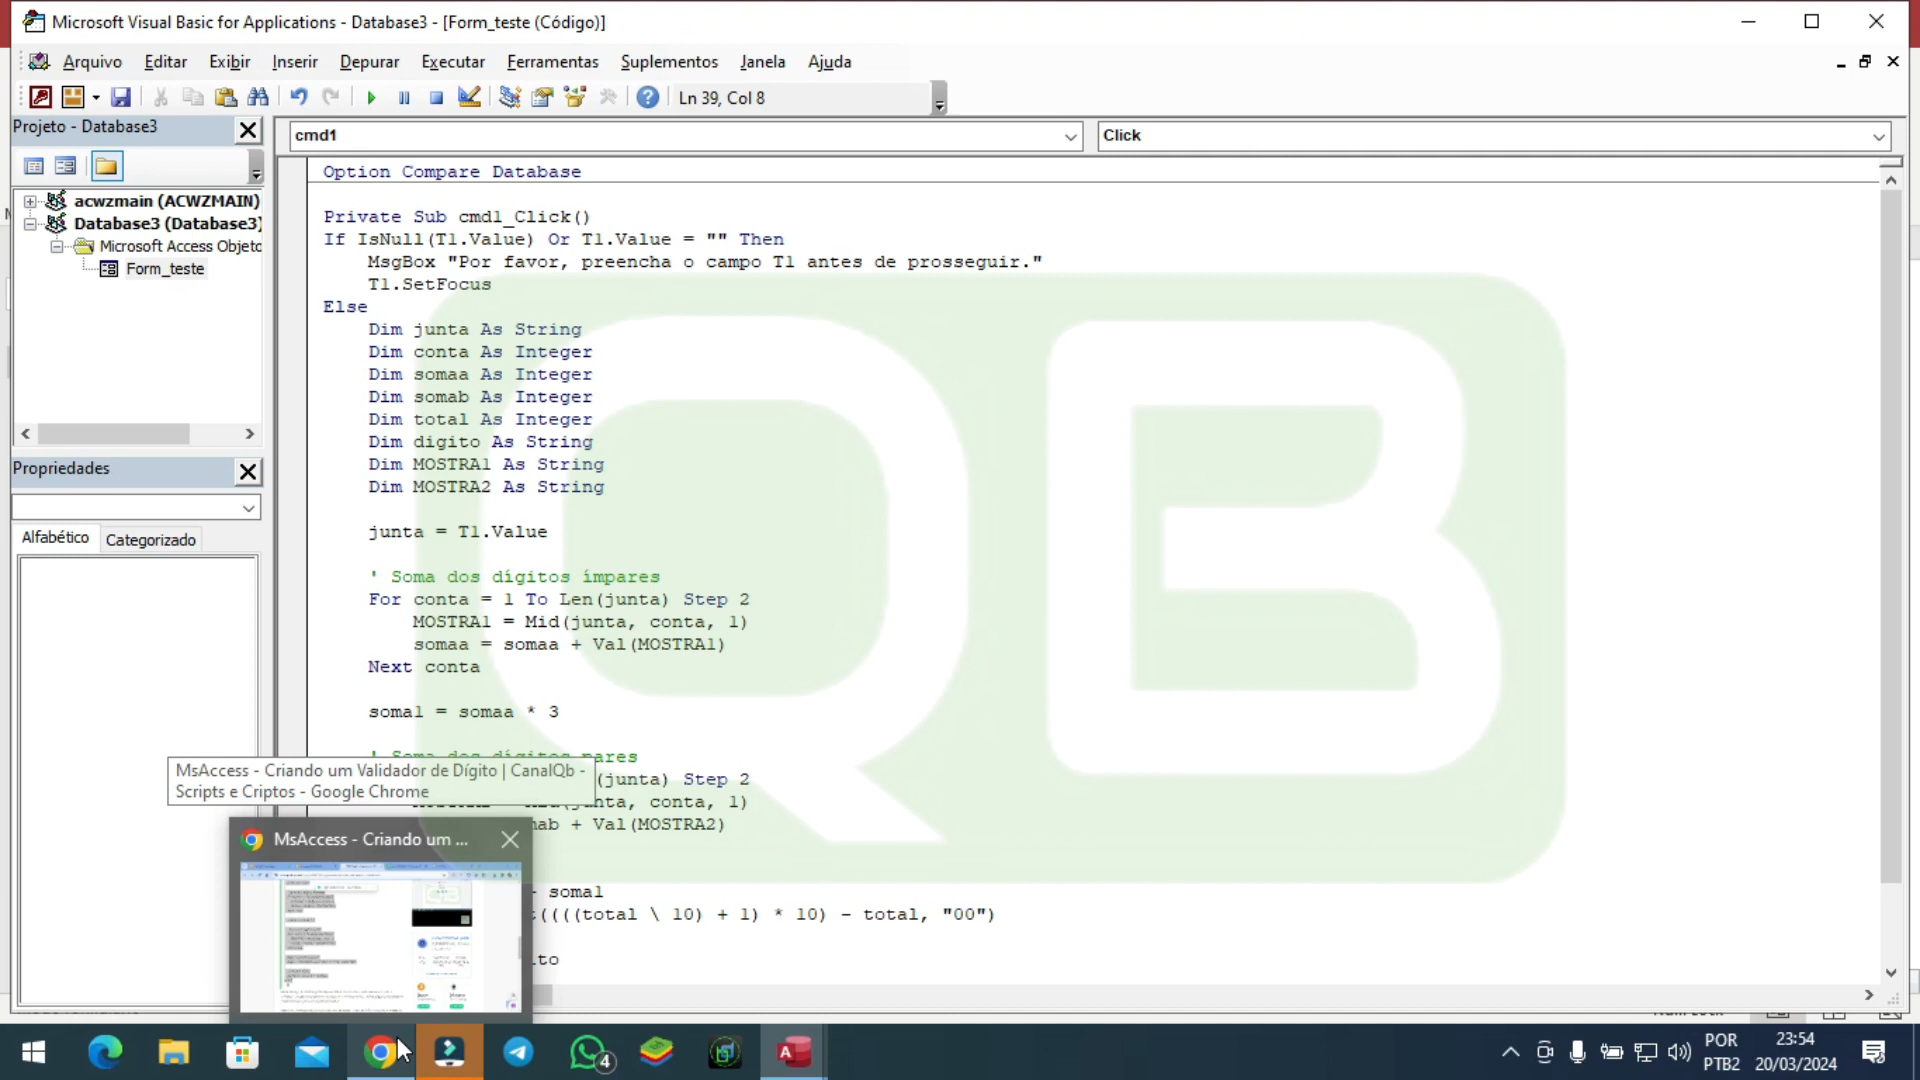 Microsoft Visual Basic for Applications - Database3 - [Form_teste (Código)]
Arquivo Editar Exibir Inserir Depurar Executar Ferramentas Suplementos Janela Ajuda
Ln 39, Col 8
Projeto - Database3
cmd1
Click
acwzmain (ACWZMAIN)
Database3 (Database3)
Microsoft Access Objeto
Form_teste
Propriedades
Alfabético Categorizado
Option Compare Database
Private Sub cmd1_Click()
If IsNull(T1.Value) Or T1.Value = "" Then
MsgBox "Por favor, preencha o campo T1 antes de prosseguir."
T1.SetFocus
Else
Dim junta As String
Dim conta As Integer
Dim somaa As Integer
Dim somab As Integer
Dim total As Integer
Dim digito As String
Dim MOSTRA1 As String
Dim MOSTRA2 As String
junta = T1.Value
' Soma dos dígitos ímpares
For conta = 1 To Len(junta) Step 2
MOSTRA1 = Mid(junta, conta, 1)
somaa = somaa + Val(MOSTRA1)
Next conta
soma1 = somaa * 3
' Soma dos dígitos pares
(junta) Step 2
nta, conta, 1)
ab + Val(MOSTRA2)
soma1
t((((total \ 10) + 1) * 10) - total, "00")
ito
QB
MsAccess - Criando um Validador de Dígito | CanalQb - Scripts e Criptos - Google Chrome
MsAccess - Criando um ...
4
POR
PTB2
23:54
20/03/2024